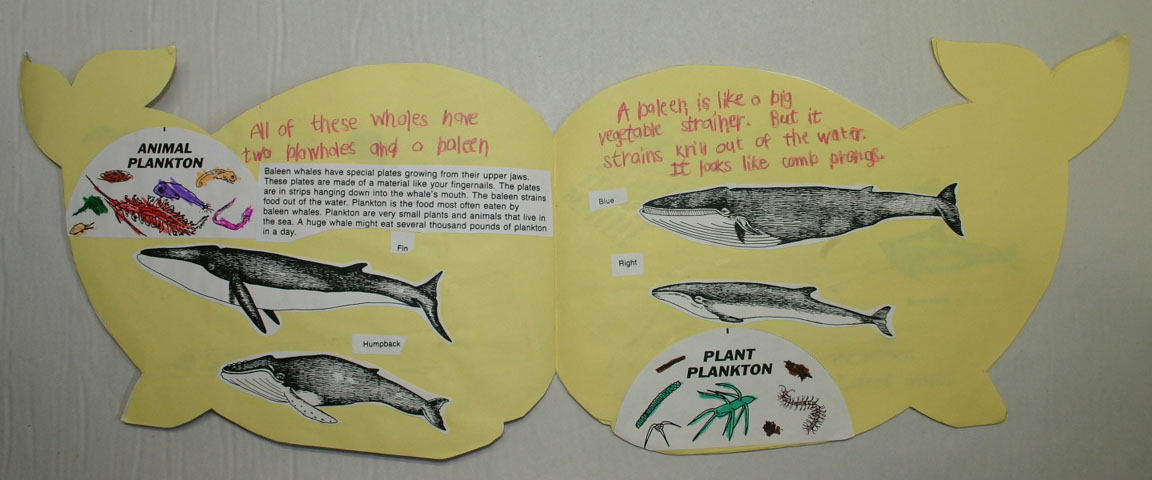 All of these whales have
two blowholes and a baleen
ANIMAL
PLANKTON
Baleen whales have special plates growing from their upper jaws.
These plates are made of a material like your fingernails. The plates
are in strips hanging down into the whale's mouth. The baleen strains
food out of the water. Plankton is the food most often eaten by
baleen whales. Plankton are very small plants and animals that live in
the sea. A huge whale might eat several thousand pounds of plankton
in a day.
Fin
Humpback
A baleen is like a big
vegetable strainer. But it
strains krill out of the water.
It looks like comb prongs.
Blue
Right
PLANT
PLANKTON